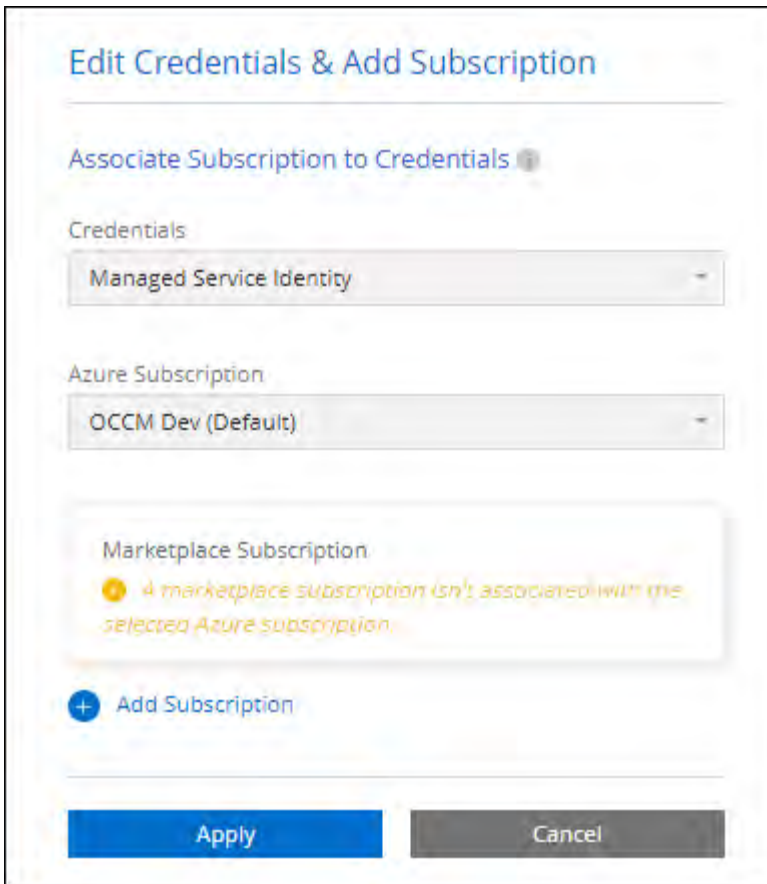 Edit Credentials & Add Subscription
Associate Subscription to Credentials
Credentials
Managed Service Identity
Azure Subscription
OCCM Dev (Default)
Marketplace Subscription
A marketplace subscription isn't associated with the
selected Azure subscription
Add Subscription
Apply
Cancel